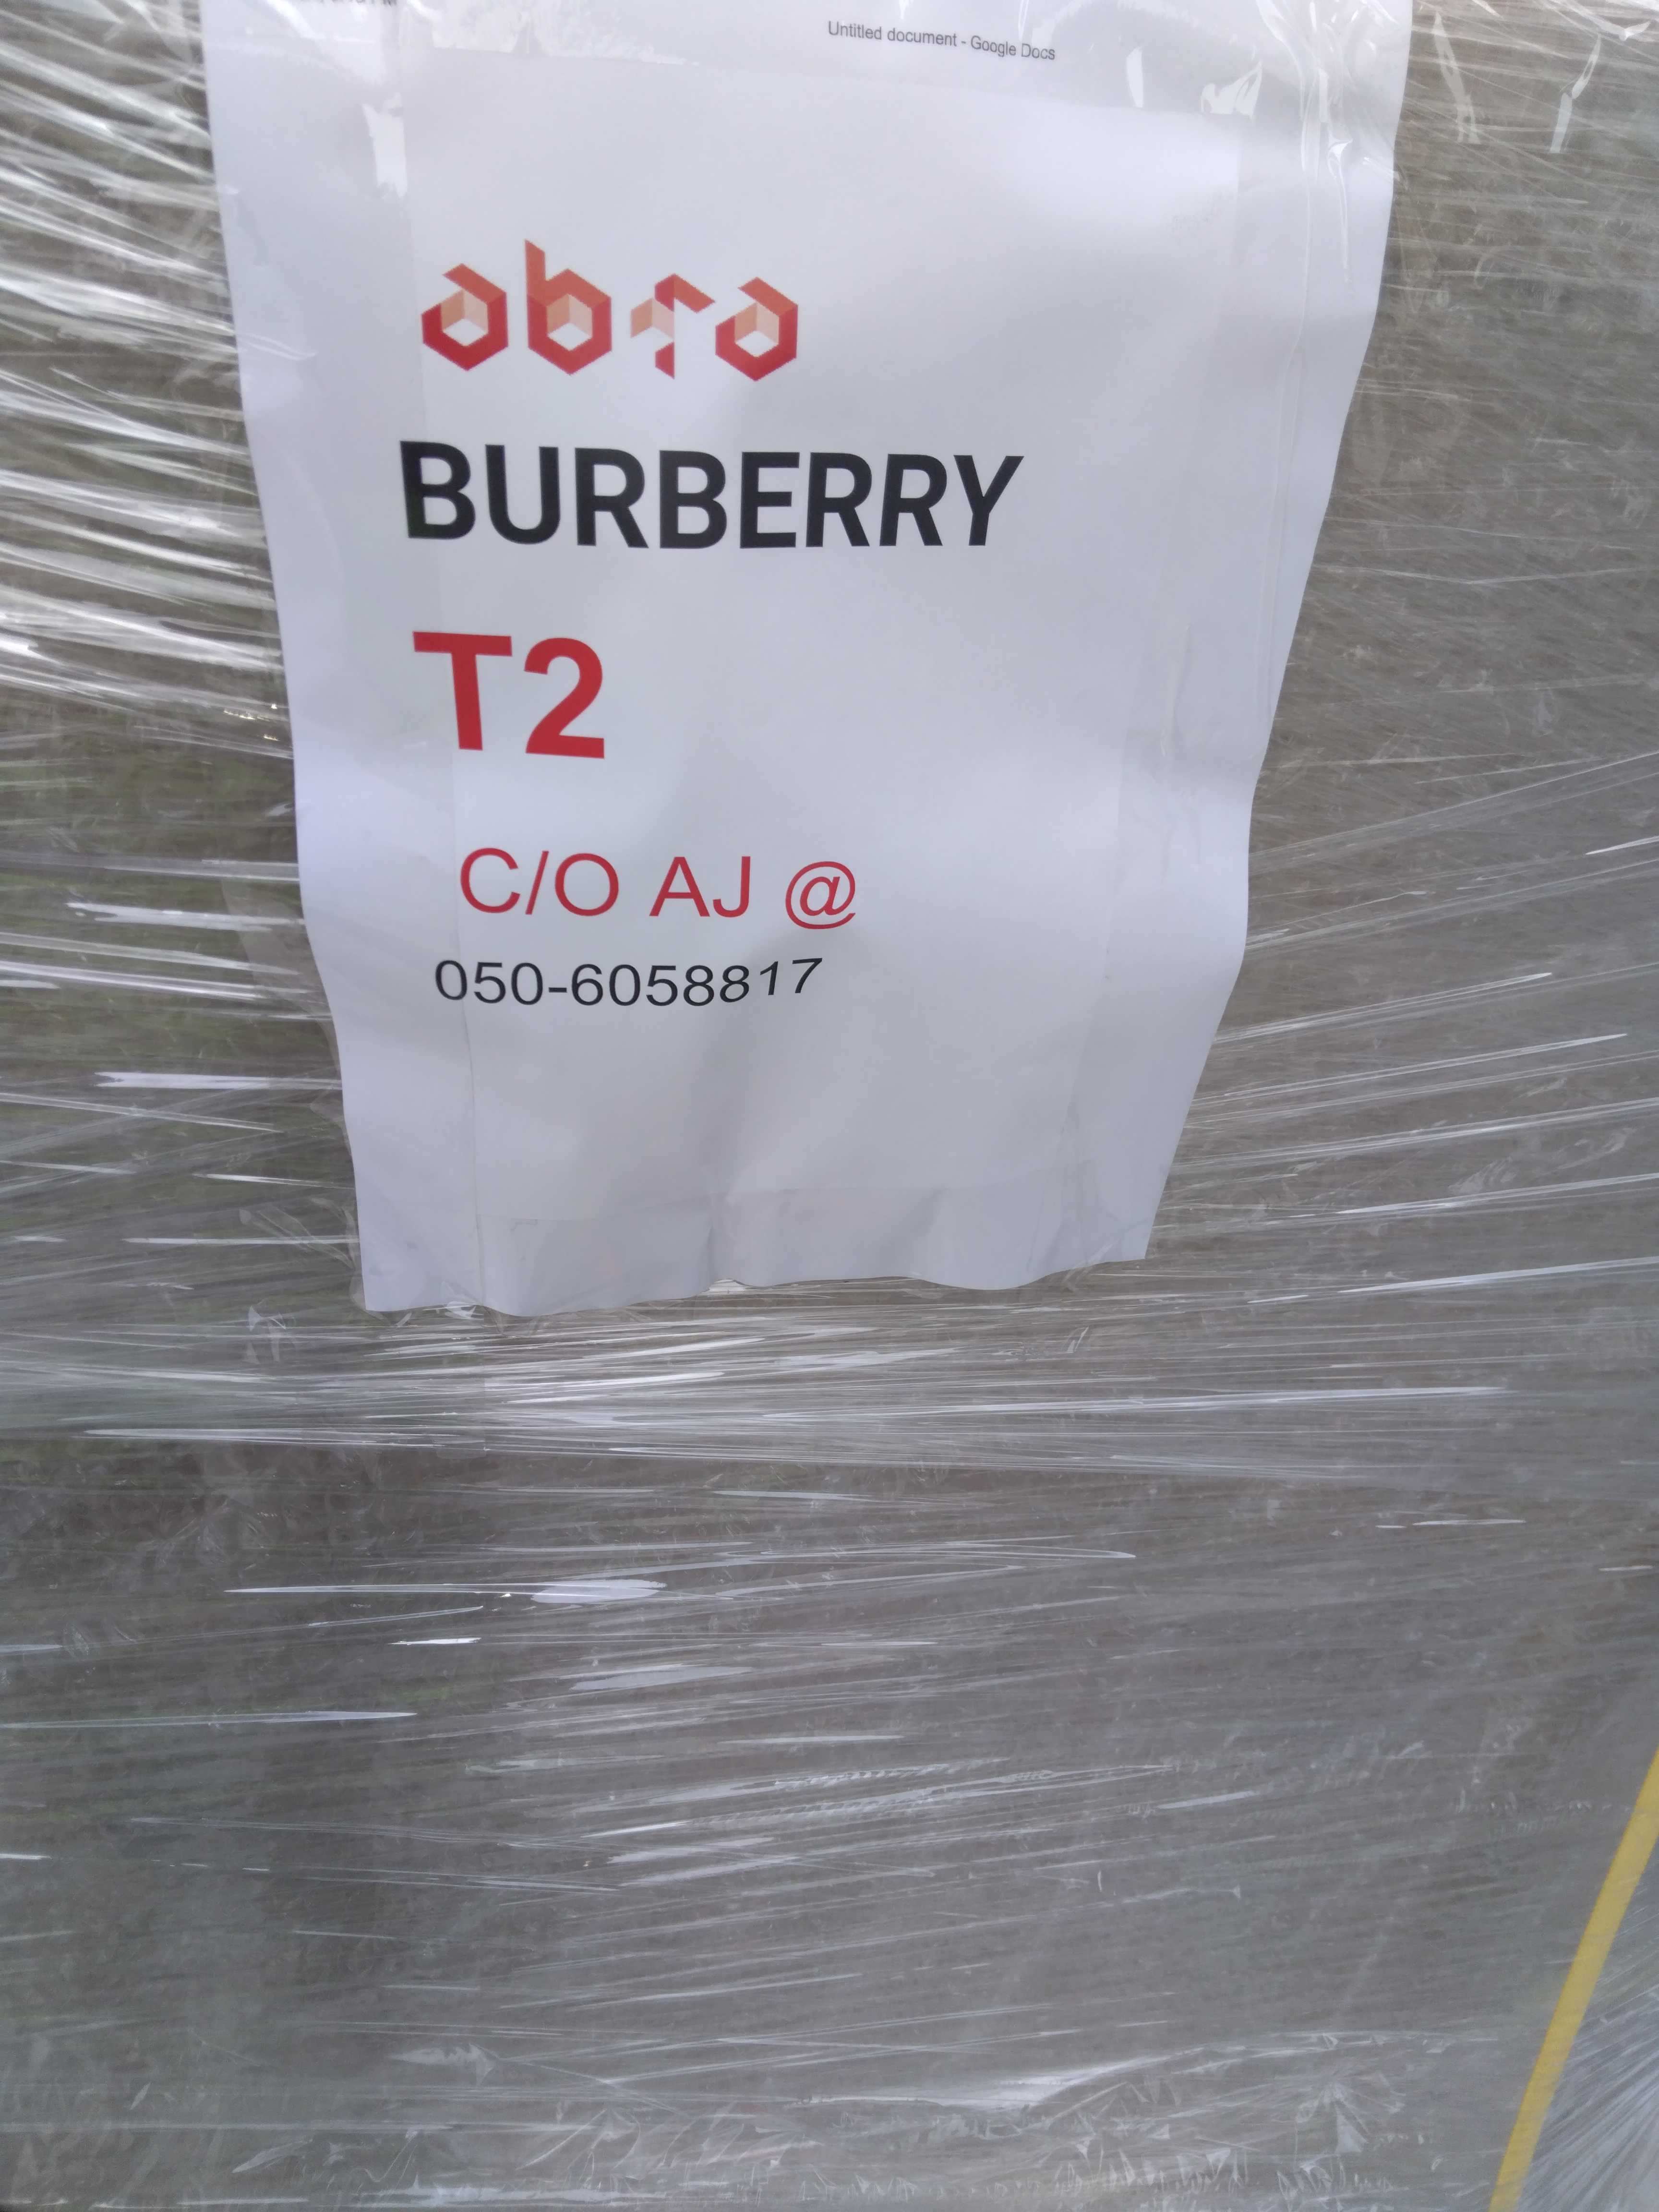 Untitled document - Google Docs
abra
BURBERRY
T2
C/O AJ @
050-6058817